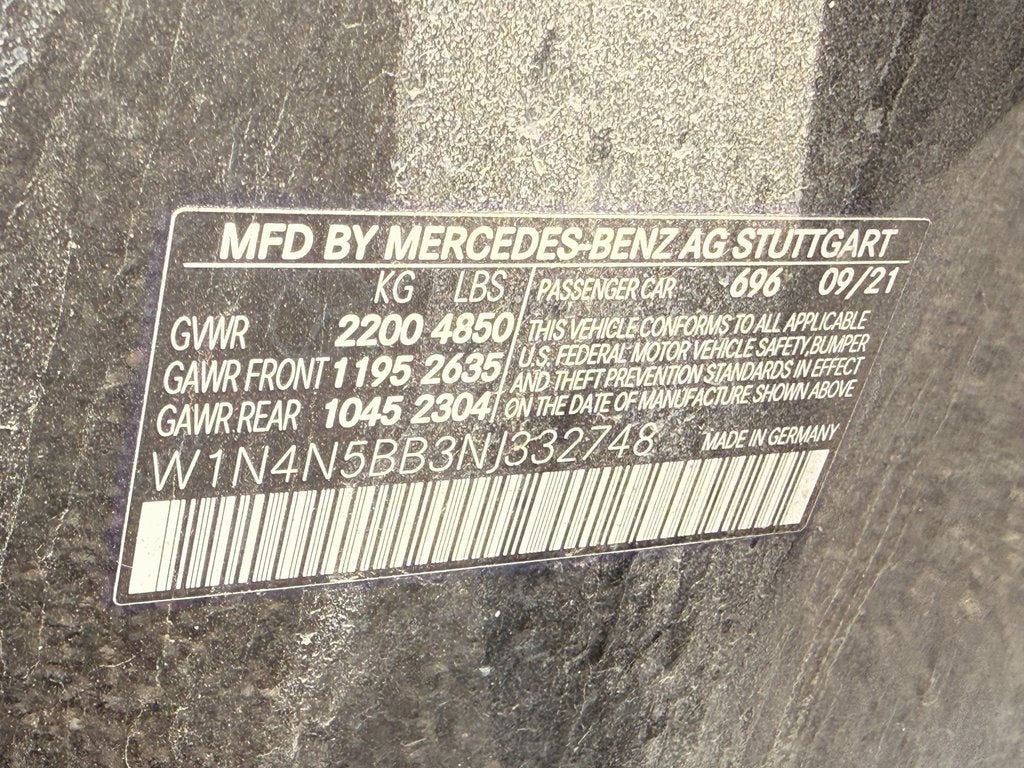 MFD BY MERCEDES-BENZ AG STUTTGART
KG LBS
GVWR 2200 4850
GAWR FRONT 1195 2635
GAWR REAR 1045 2304
PASSENGER CAR 696 09/21
THIS VEHICLE CONFORMS TO ALL APPLICABLE
U.S. FEDERAL MOTOR VEHICLE SAFETY, BUMPER
AND THEFT PREVENTION STANDARDS IN EFFECT
ON THE DATE OF MANUFACTURE SHOWN ABOVE
W1N4N5BB3NJ332748 MADE IN GERMANY